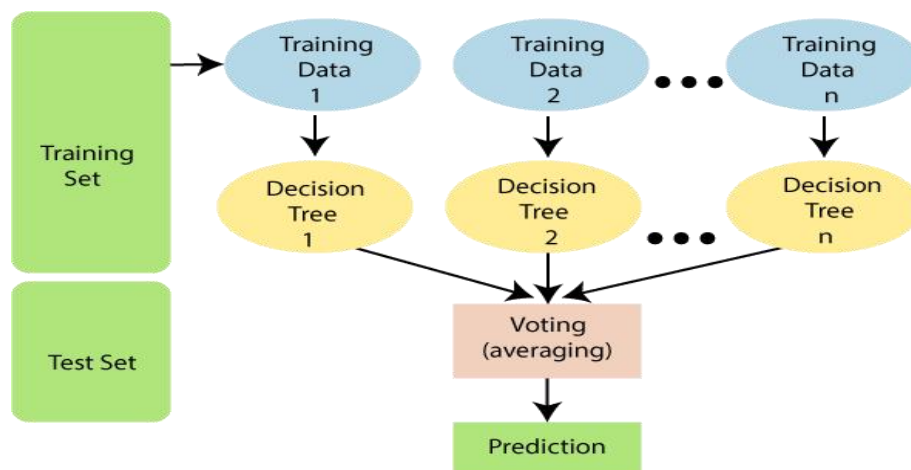 Training
Set
Test Set
Training
Data
1
Training
Data
2
Training
Data
n
Decision
Tree
1
Decision
Tree
2
Decision
Tree
n
Voting
(averaging)
Prediction